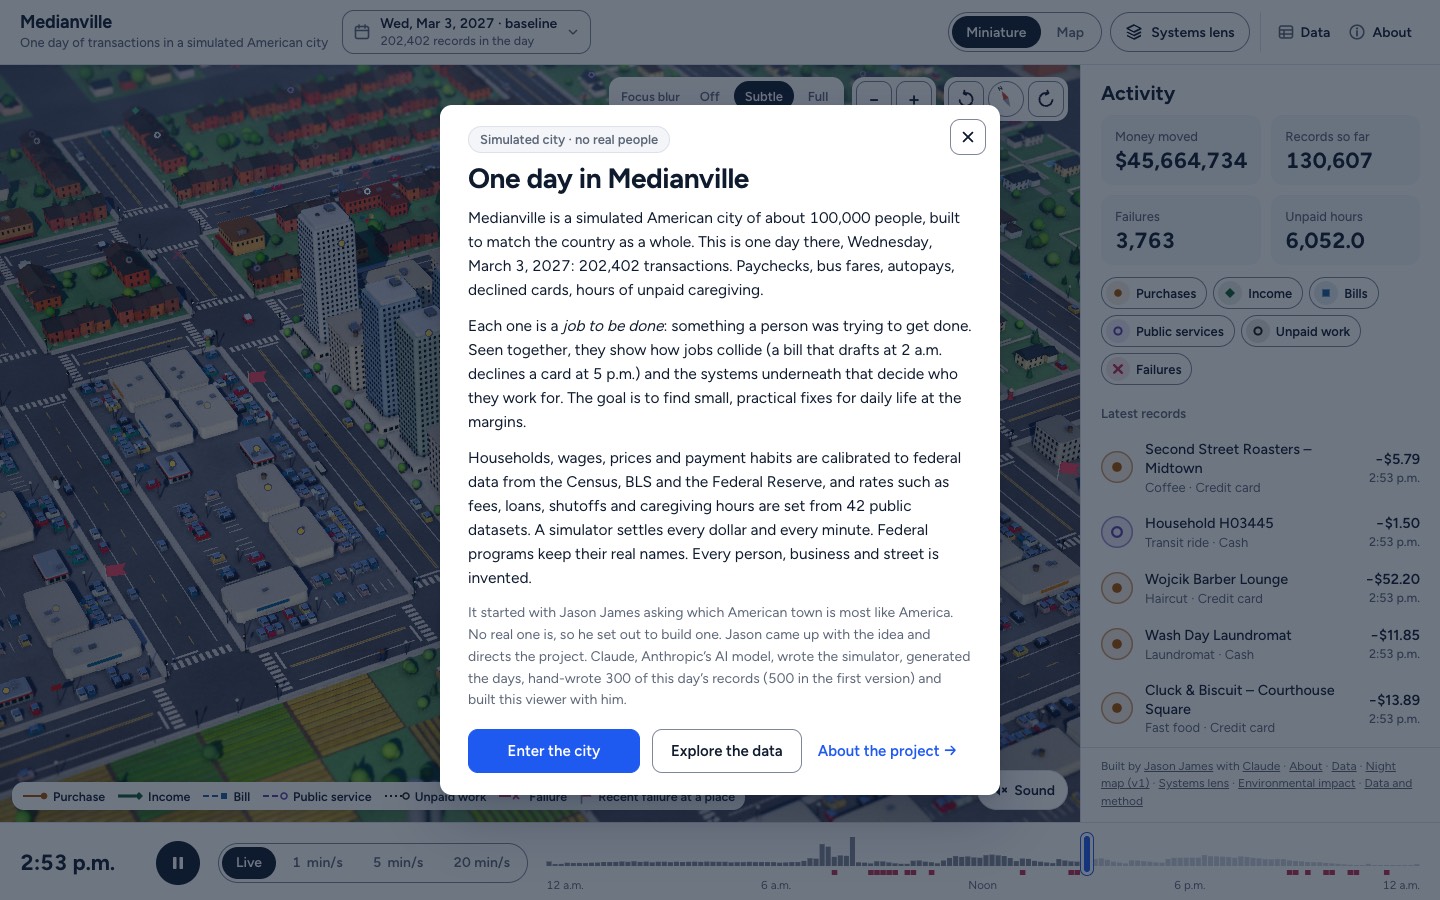 Medianville
One day of transactions in a simulated American city
Wed, Mar 3, 2027 · baseline
202,402 records in the day
Miniature
Map
Systems lens
Data
About
Focus blur
Off
Subtle
Full
Simulated city · no real people
One day in Medianville
Medianville is a simulated American city of about 100,000 people, built
to match the country as a whole. This is one day there, Wednesday,
March 3, 2027: 202,402 transactions. Paychecks, bus fares, autopays,
declined cards, hours of unpaid caregiving.
Each one is a job to be done: something a person was trying to get done.
Seen together, they show how jobs collide (a bill that drafts at 2 a.m.
declines a card at 5 p.m.) and the systems underneath that decide who
they work for. The goal is to find small, practical fixes for daily life at the
margins.
Households, wages, prices and payment habits are calibrated to federal
data from the Census, BLS and the Federal Reserve, and rates such as
fees, loans, shutoffs and caregiving hours are set from 42 public
datasets. A simulator settles every dollar and every minute. Federal
programs keep their real names. Every person, business and street is
invented.
It started with Jason James asking which American town is most like America.
No real one is, so he set out to build one. Jason came up with the idea and
directs the project. Claude, Anthropic's AI model, wrote the simulator, generated
the days, hand-wrote 300 of this day's records (500 in the first version) and
built this viewer with him.
Enter the city
Explore the data
About the project →
Activity
Money moved
$45,664,734
Records so far
130,607
Failures
3,763
Unpaid hours
6,052.0
Purchases
Income
Bills
Public services
Unpaid work
Failures
Latest records
Second Street Roasters –
Midtown
Coffee · Credit card
−$5.79
2:53 p.m.
Household H03445
Transit ride · Cash
−$1.50
2:53 p.m.
Wojcik Barber Lounge
Haircut · Credit card
−$52.20
2:53 p.m.
Wash Day Laundromat
Laundromat · Cash
−$11.85
2:53 p.m.
Cluck & Biscuit – Courthouse
Square
Fast food · Credit card
−$13.89
2:53 p.m.
Built by Jason James with Claude · About · Data · Night
map (v1) · Systems lens · Environmental impact · Data and
method
Purchase
Income
Bill
Public service
Unpaid work
Failure
Recent failure at a place
Sound
2:53 p.m.
Live
1 min/s
5 min/s
20 min/s
12 a.m.
6 a.m.
Noon
6 p.m.
12 a.m.